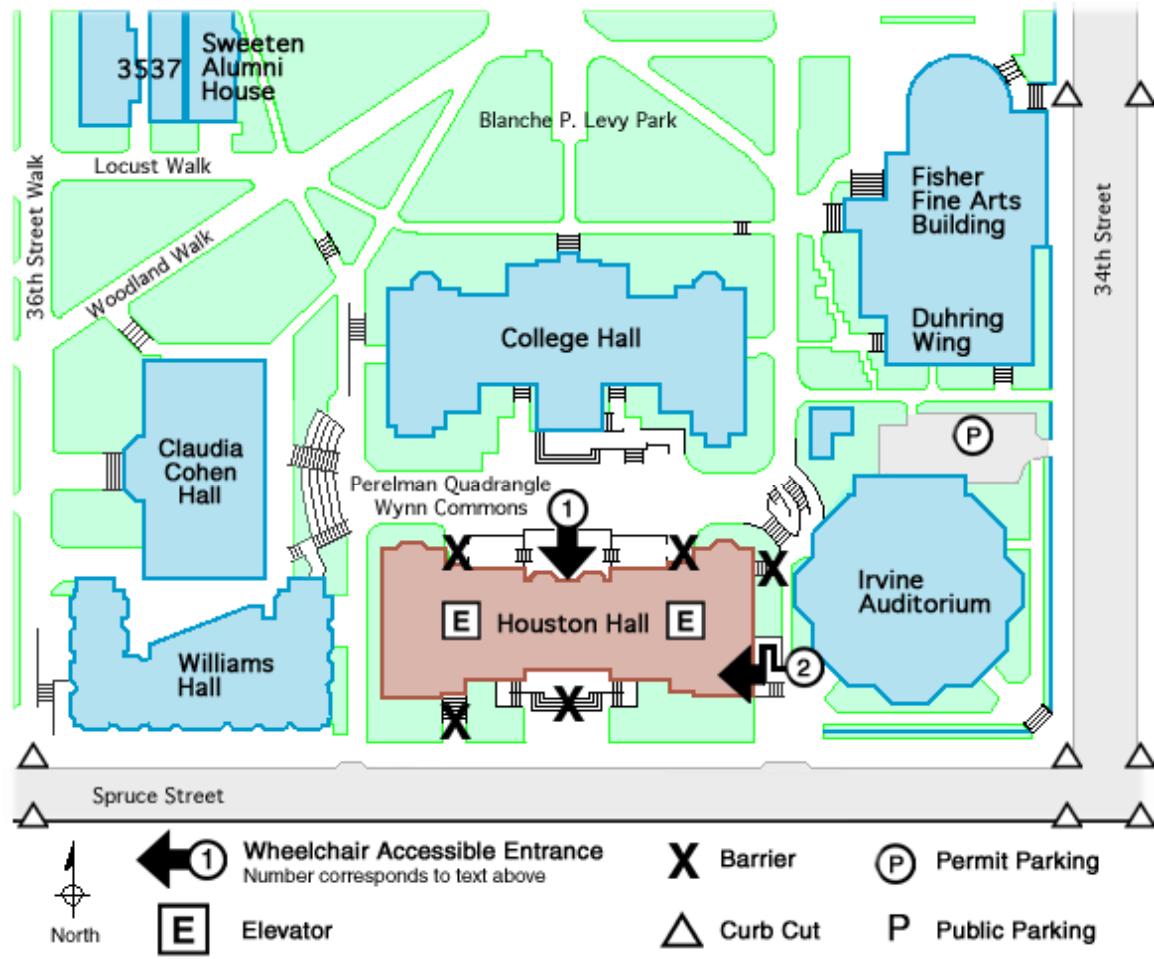 Sweeten
Alumni
House
3537
Blanche P. Levy Park
Locust Walk
36th Street Walk
Woodland Walk
Fisher
Fine Arts
Building
34th Street
Duhring
Wing
College Hall
P
Claudia
Cohen
Hall
Perelman Quadrangle
Wynn Commons
1
X
X
X
E
Houston Hall
E
Irvine
Auditorium
Williams
Hall
2
X
X
Spruce Street
1
Wheelchair Accessible Entrance
Number corresponds to text above
X
Barrier
P
Permit Parking
North
E
Elevator
Curb Cut
P
Public Parking